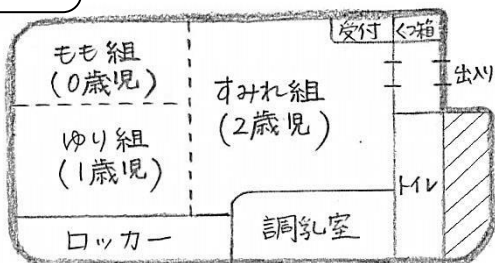 もも組
(0歳児)
ゆり組
(1歳児)
すみれ組
(2歳児)
受付
くつ箱
出入り
トイレ
ロッカー
調乳室